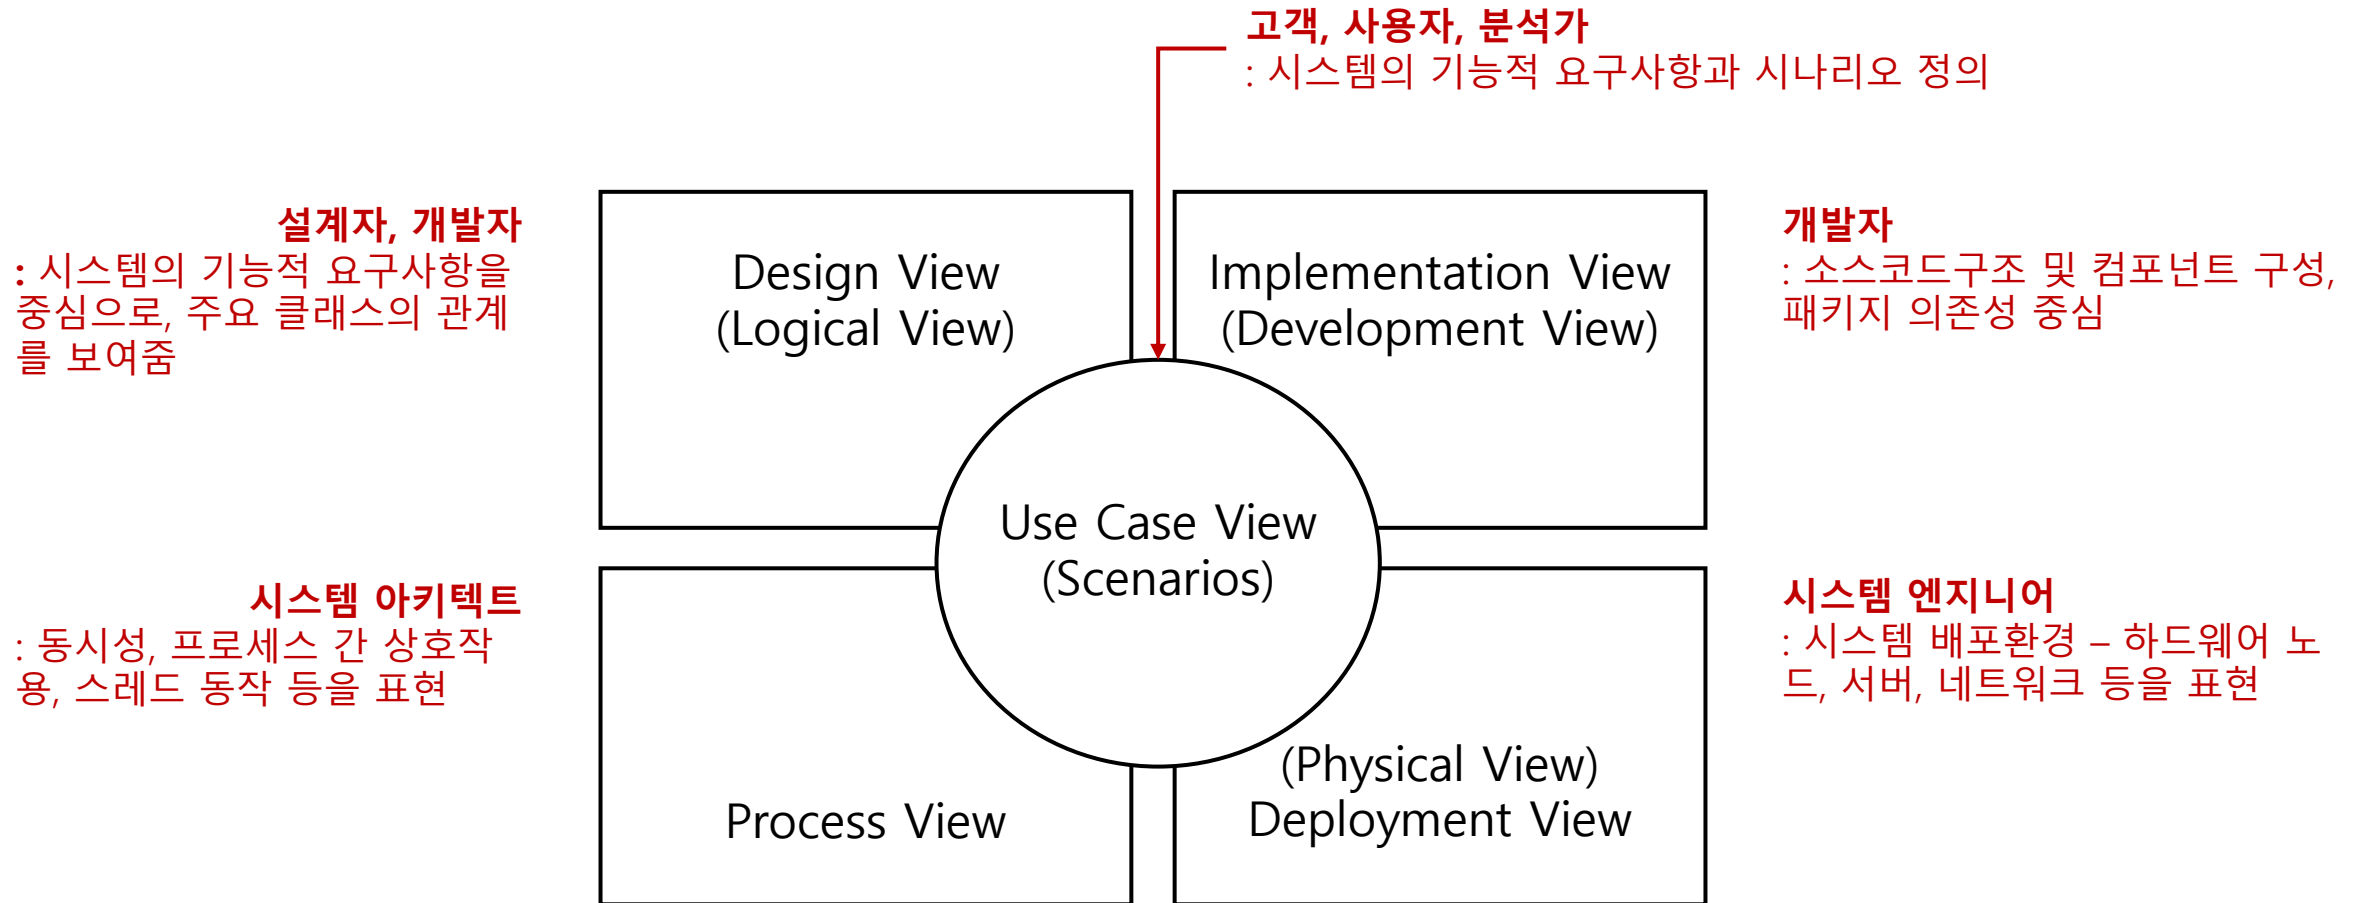 고객, 사용자, 분석가
: 시스템의 기능적 요구사항과 시나리오 정의
설계자, 개발자
: 시스템의 기능적 요구사항을
중심으로, 주요 클래스의 관계
를 보여줌
Design View
(Logical View)
Implementation View
(Development View)
개발자
: 소스코드구조 및 컴포넌트 구성,
패키지 의존성 중심
Use Case View
(Scenarios)
시스템 아키텍트
: 동시성, 프로세스 간 상호작
용, 스레드 동작 등을 표현
Process View
(Physical View)
Deployment View
시스템 엔지니어
: 시스템 배포환경 – 하드웨어 노
드, 서버, 네트워크 등을 표현